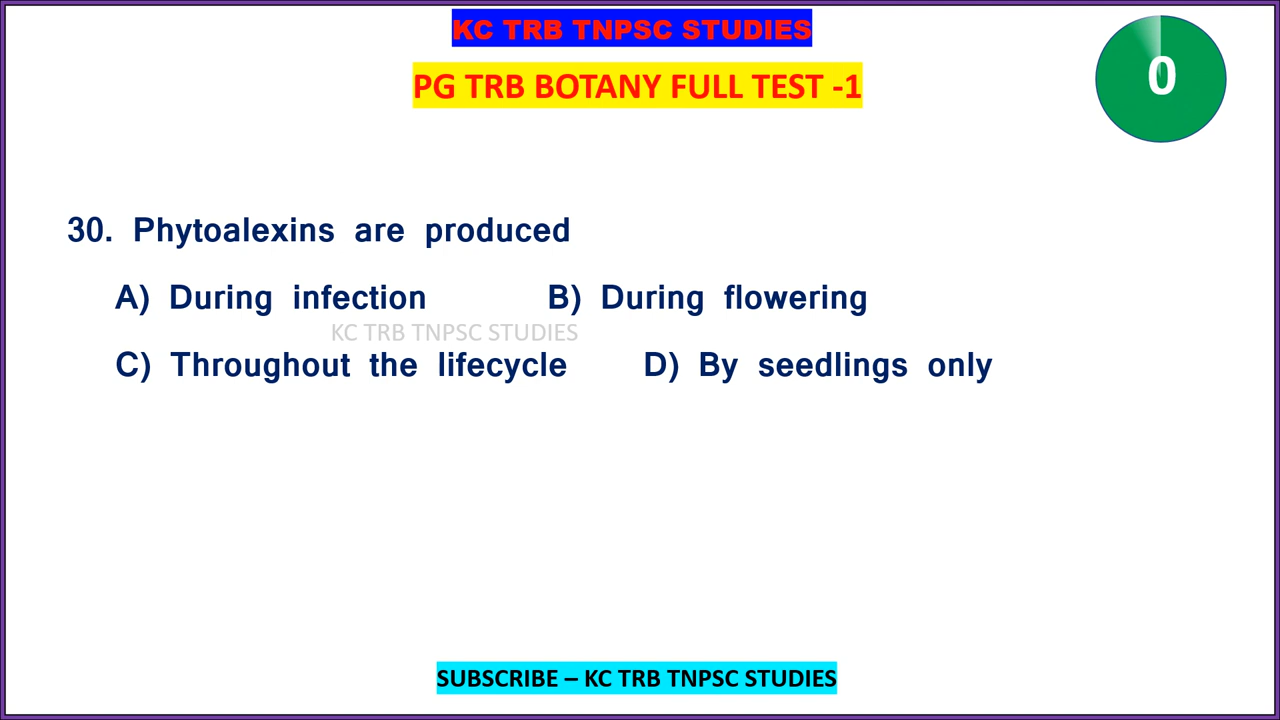 KC TRB TNPSC STUDIES
PG TRB BOTANY FULL TEST -1
0
30. Phytoalexins are produced
A) During infection B) During flowering
KC TRB TNPSC STUDIES
C) Throughout the lifecycle D) By seedlings only
SUBSCRIBE – KC TRB TNPSC STUDIES